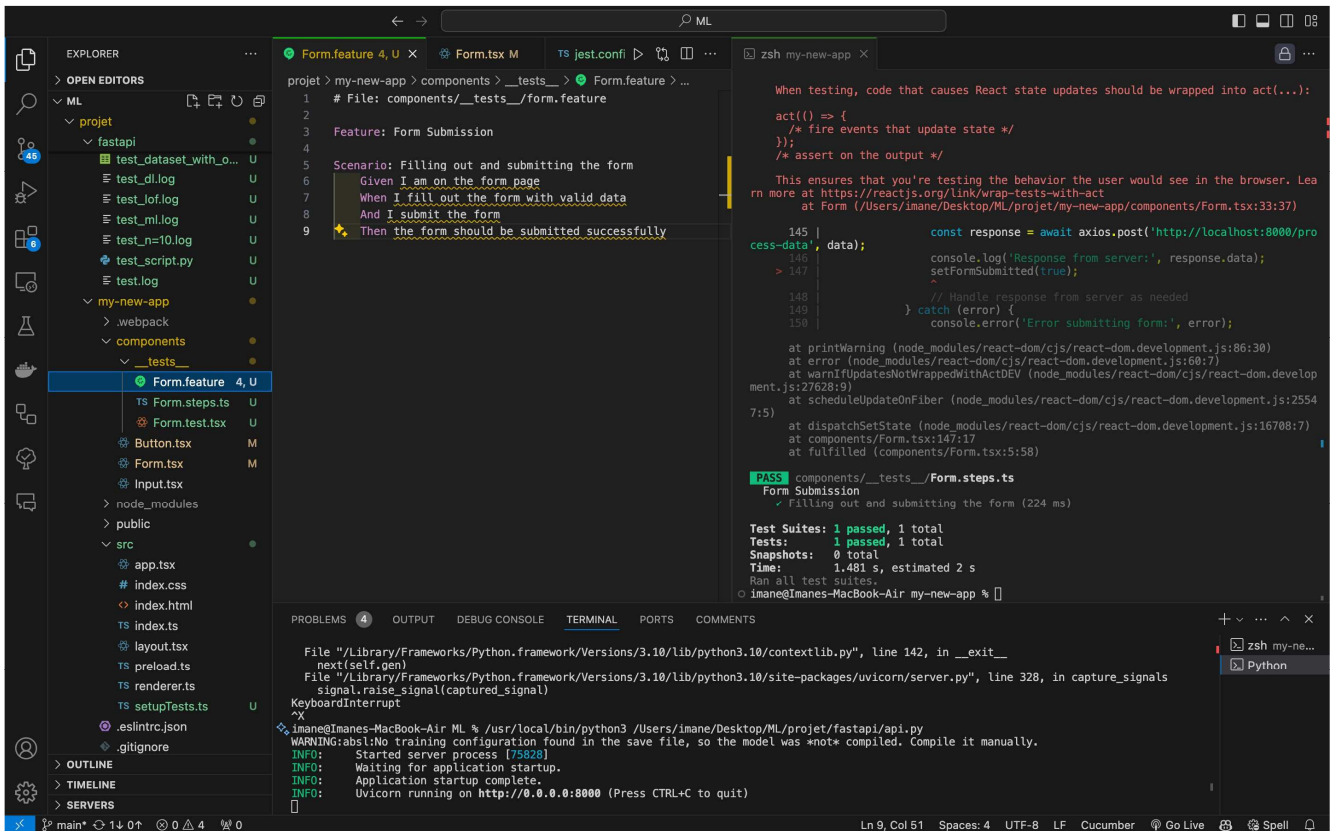 ML
EXPLORER
OPEN EDITORS
ML
projet
fastapi
test_dataset_with_o... U
test_dl.log U
test_lof.log U
test_ml.log U
test_n=10.log U
test_script.py U
test.log U
my-new-app
.webpack
components
__tests__
Form.feature 4, U
TS Form.steps.ts U
Form.test.tsx U
Button.tsx M
Form.tsx M
Input.tsx
node_modules
public
src
app.tsx
# index.css
<> index.html
TS index.ts
layout.tsx
TS preload.ts
TS renderer.ts
TS setupTests.ts U
.eslintrc.json
.gitignore
OUTLINE
TIMELINE
SERVERS
45
6
Form.feature 4, U
Form.tsx M
TS jest.confi
projet > my-new-app > components > __tests__ > Form.feature > ...
1 # File: components/__tests__/form.feature
2
3 Feature: Form Submission
4
5 Scenario: Filling out and submitting the form
6 Given I am on the form page
7 When I fill out the form with valid data
8 And I submit the form
9 Then the form should be submitted successfully
zsh my-new-app
When testing, code that causes React state updates should be wrapped into act(...):
act(() => {
/* fire events that update state */
});
/* assert on the output */
This ensures that you're testing the behavior the user would see in the browser. Lea
rn more at https://reactjs.org/link/wrap-tests-with-act
at Form (/Users/imane/Desktop/ML/projet/my-new-app/components/Form.tsx:33:37)
145 | const response = await axios.post('http://localhost:8000/pro
cess-data', data);
146 | console.log('Response from server:', response.data);
> 147 | setFormSubmitted(true);
| ^
148 | // Handle response from server as needed
149 | } catch (error) {
150 | console.error('Error submitting form:', error);
at printWarning (node_modules/react-dom/cjs/react-dom.development.js:86:30)
at error (node_modules/react-dom/cjs/react-dom.development.js:60:7)
at warnIfUpdatesNotWrappedWithActDEV (node_modules/react-dom/cjs/react-dom.develop
ment.js:27628:9)
at scheduleUpdateOnFiber (node_modules/react-dom/cjs/react-dom.development.js:2554
7:5)
at dispatchSetState (node_modules/react-dom/cjs/react-dom.development.js:16708:7)
at components/Form.tsx:147:17
at fulfilled (components/Form.tsx:5:58)
PASS components/__tests__/Form.steps.ts
Form Submission
✓ Filling out and submitting the form (224 ms)
Test Suites: 1 passed, 1 total
Tests: 1 passed, 1 total
Snapshots: 0 total
Time: 1.481 s, estimated 2 s
Ran all test suites.
imane@Imanes-MacBook-Air my-new-app %
PROBLEMS 4 OUTPUT DEBUG CONSOLE TERMINAL PORTS COMMENTS
File "/Library/Frameworks/Python.framework/Versions/3.10/lib/python3.10/contextlib.py", line 142, in __exit__
next(self.gen)
File "/Library/Frameworks/Python.framework/Versions/3.10/lib/python3.10/site-packages/uvicorn/server.py", line 328, in capture_signals
signal.raise_signal(captured_signal)
KeyboardInterrupt
^X
imane@Imanes-MacBook-Air ML % /usr/local/bin/python3 /Users/imane/Desktop/ML/projet/fastapi/api.py
WARNING:absl:No training configuration found in the save file, so the model was *not* compiled. Compile it manually.
INFO: Started server process [75828]
INFO: Waiting for application startup.
INFO: Application startup complete.
INFO: Uvicorn running on http://0.0.0.0:8000 (Press CTRL+C to quit)
zsh my-ne...
Python
main* 1↓ 0↑ 0 4 0
Ln 9, Col 51 Spaces: 4 UTF-8 LF Cucumber Go Live Spell